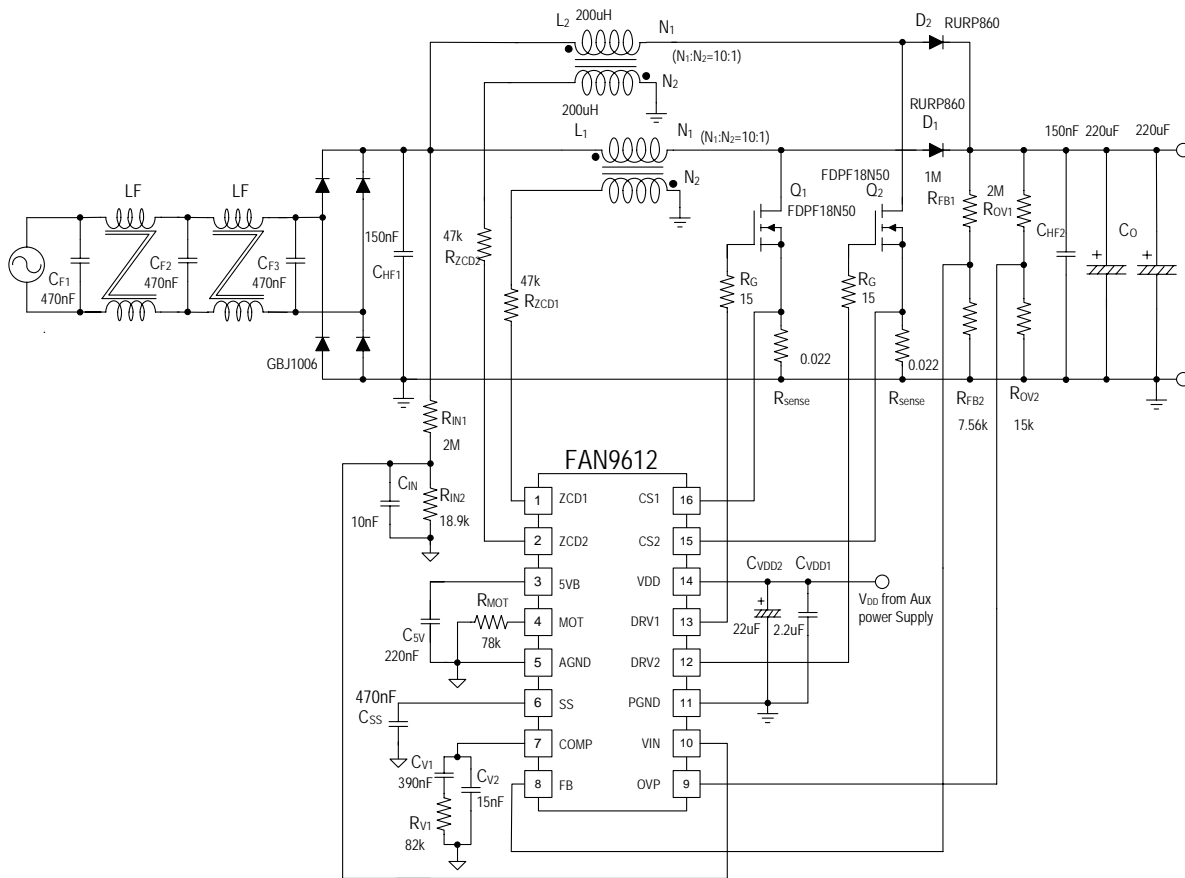 L2 200uH N1 D2 RURP860
(N1:N2=10:1)
N2
200uH
L1 N1 (N1:N2=10:1)
N2
RURP860
D1
150nF 220uF 220uF
LF LF
CF1
470nF
CF2
470nF
CF3
470nF
150nF
CHF1
GBJ1006
47k
RZCD2
47k
RZCD1
Q1
FDPF18N50
FDPF18N50
Q2
1M
RFB1
2M
ROV1
CHF2
CO
+
+
RG
15
RG
15
0.022
Rsense
0.022
Rsense
RFB2
7.56k
ROV2
15k
RIN1
2M
CIN
10nF
RIN2
18.9k
FAN9612
1 ZCD1 CS1 16
2 ZCD2 CS2 15
3 5VB VDD 14
4 MOT DRV1 13
5 AGND DRV2 12
6 SS PGND 11
7 COMP VIN 10
8 FB OVP 9
RMOT
78k
C5V
220nF
470nF
CSS
CV1
390nF
CV2
15nF
RV1
82k
CVDD2 CVDD1
+
22uF 2.2uF
VDD from Aux
power Supply